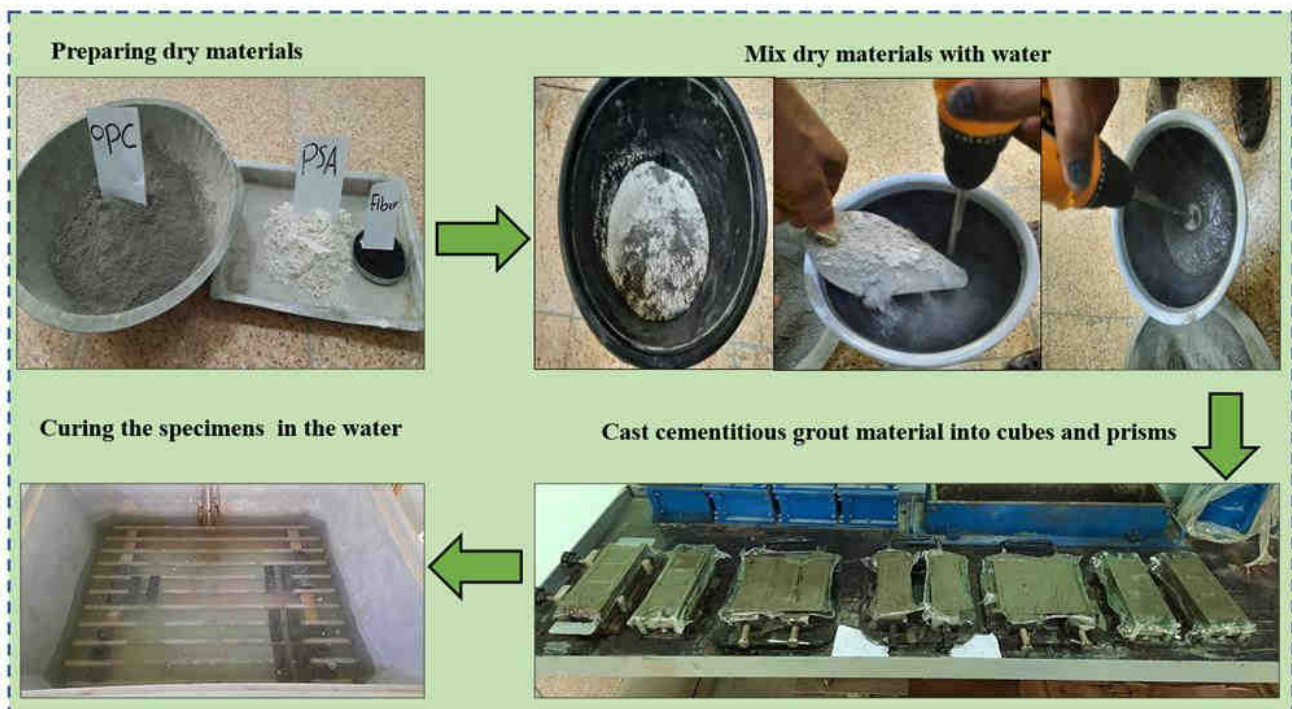 Preparing dry materials
Mix dry materials with water
OPC
PSA
Fiber
Curing the specimens in the water
Cast cementitious grout material into cubes and prisms